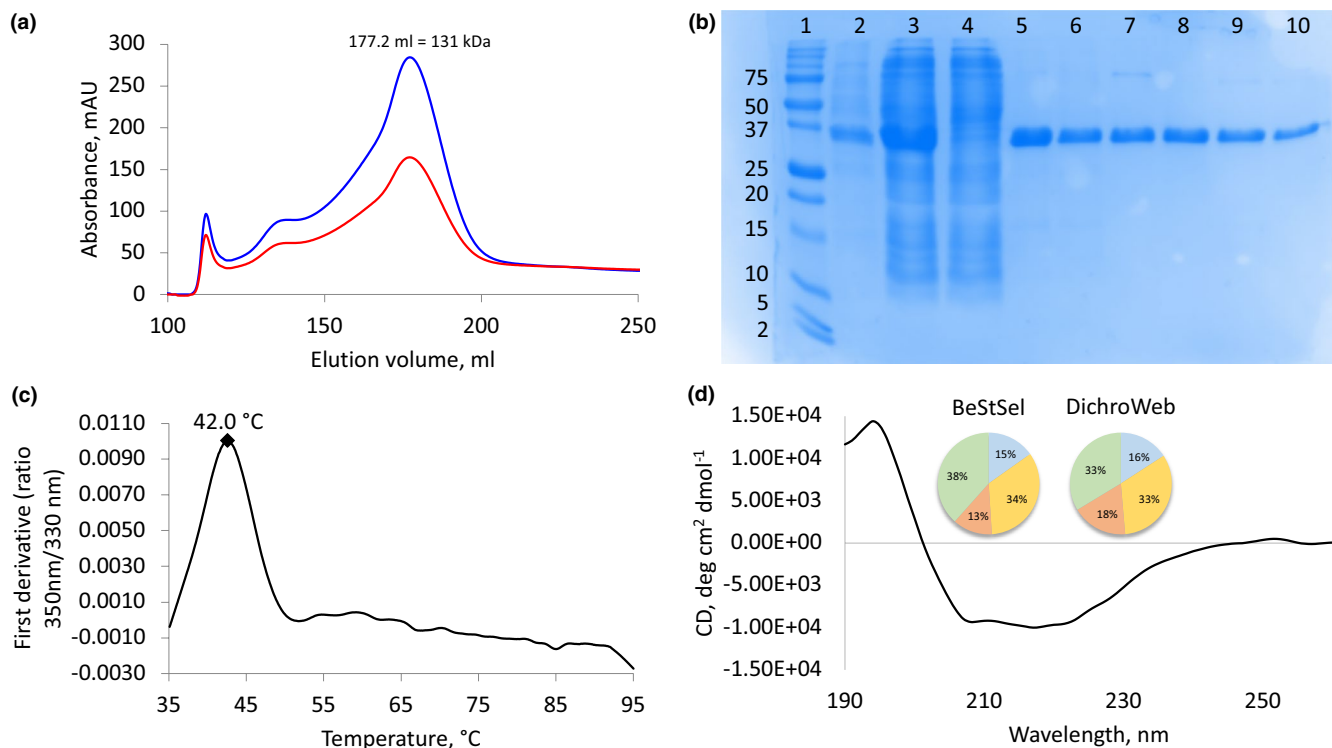 (a)
177.2 ml = 131 kDa
300
250
200
150
100
50
0
Absorbance, mAU
100 150 200 250
Elution volume, ml
(b)
1 2 3 4 5 6 7 8 9 10
75
50
37
25
20
15
10
5
2
(c)
42.0 °C
0.0110
0.0090
0.0070
0.0050
0.0030
0.0010
-0.0010
-0.0030
First derivative (ratio
350nm/330 nm)
35 45 55 65 75 85 95
Temperature, °C
(d)
BeStSel DichroWeb
15%
34%
13%
38%
16%
33%
18%
33%
1.50E+04
1.00E+04
5.00E+03
0.00E+00
-5.00E+03
-1.00E+04
-1.50E+04
CD, deg cm² dmol⁻¹
190 210 230 250
Wavelength, nm